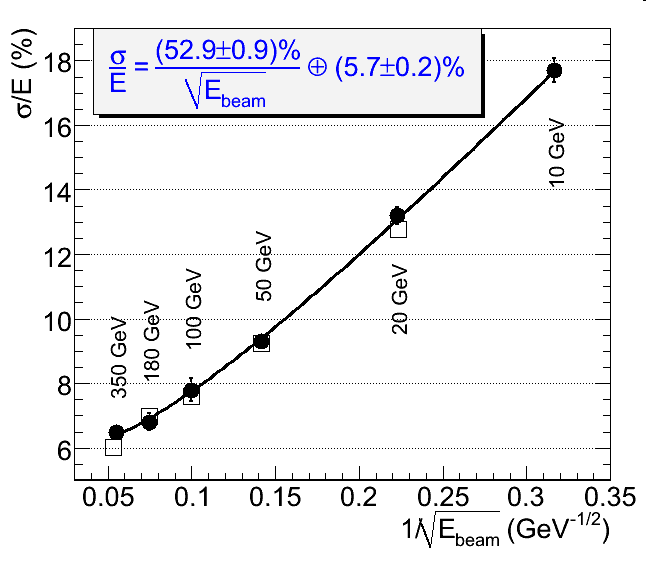 σ/E (%)
σ/E = (52.9±0.9)%/√E_beam ⊕ (5.7±0.2)%
18
16
14
12
10
8
6
350 GeV
180 GeV
100 GeV
50 GeV
20 GeV
10 GeV
0.05 0.1 0.15 0.2 0.25 0.3 0.35
1/√E_beam (GeV^-1/2)